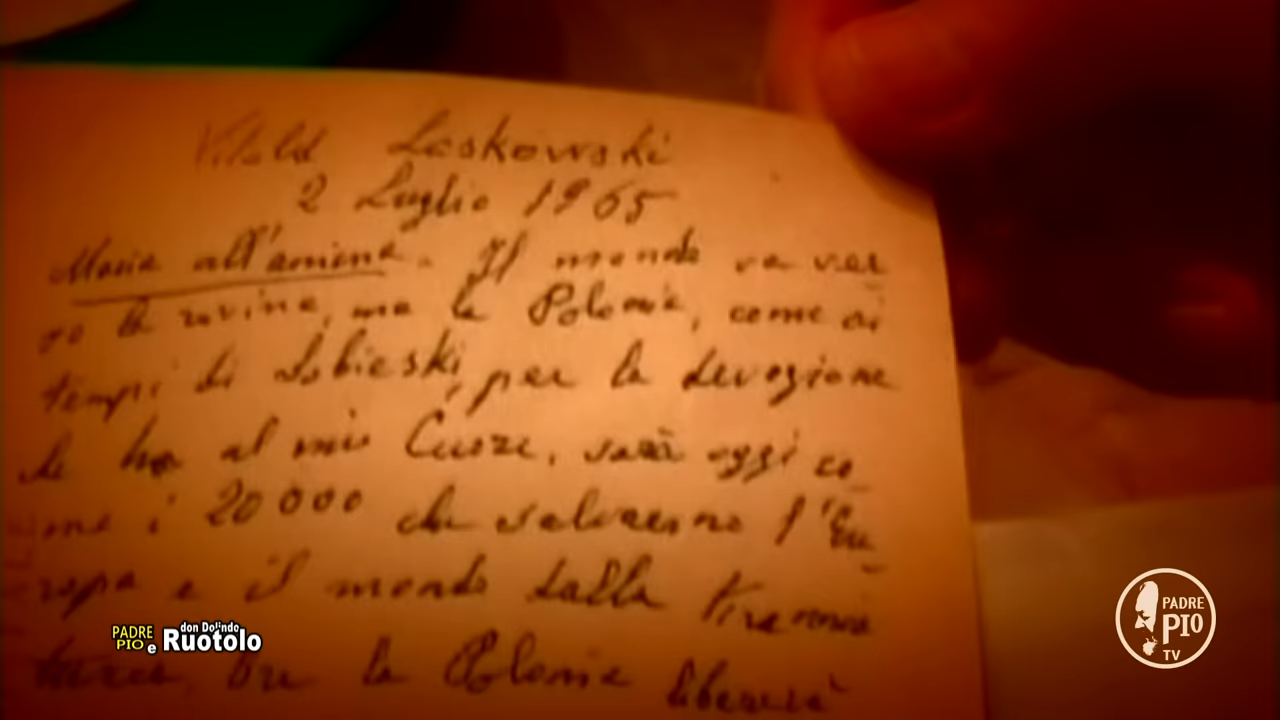 Vitold Laskowski
2 Luglio 1965
Maria all'anima. Il mondo va ver
so la rovina, ma la Polonia, come ai
tempi di Sobieski, per la devozione
che ha al mio Cuore, sarà oggi co
me i 20000 che salvarono l'Eu
ropa e il mondo dalla tirannia
turca. Ora la Polonia libererà
PADRE PIO e don Dolindo Ruotolo
PADRE
PIO
TV